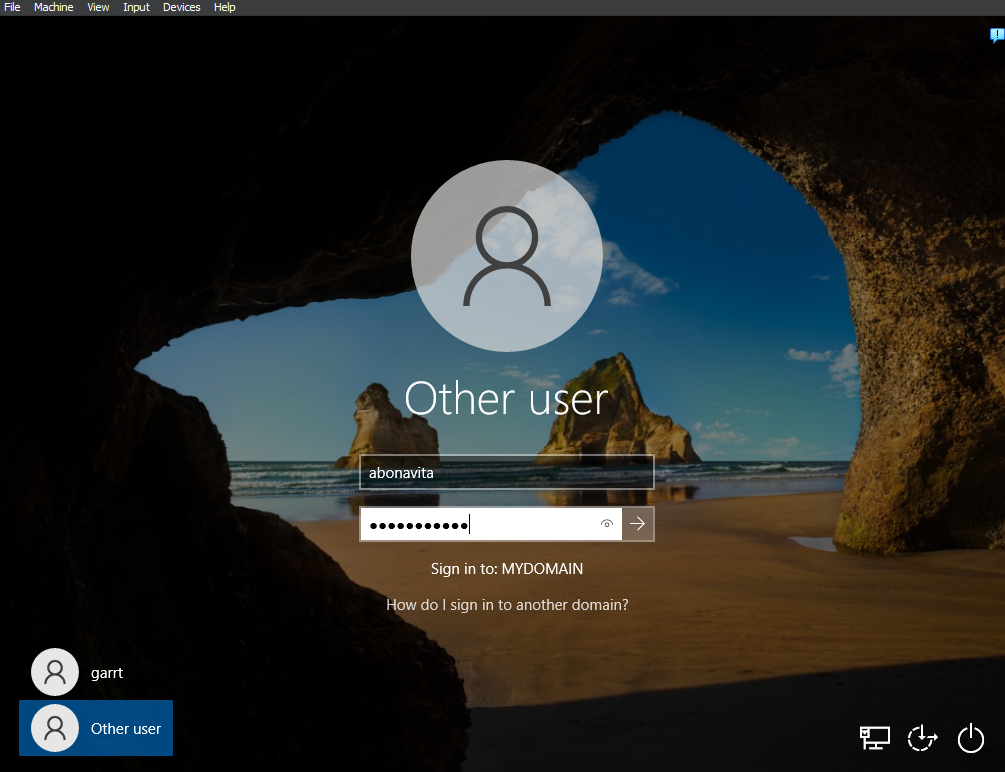 File Machine View Input Devices Help
Other user
abonavita
●●●●●●●●●●●
Sign in to: MYDOMAIN
How do I sign in to another domain?
garrt
Other user